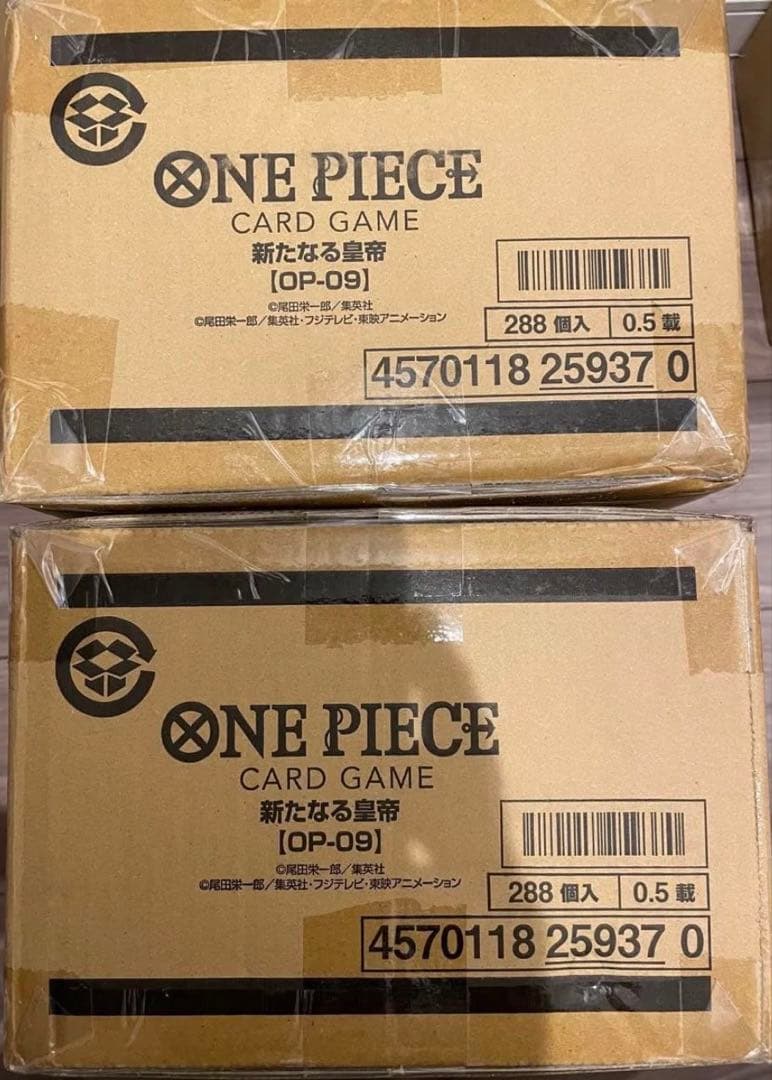 ONE PIECE
CARD GAME
新たなる皇帝
【OP-09】
©尾田栄一郎/集英社
©尾田栄一郎/集英社・フジテレビ・東映アニメーション
288 個入
0.5 載
4570118 25937 0
ONE PIECE
CARD GAME
新たなる皇帝
【OP-09】
©尾田栄一郎/集英社
©尾田栄一郎/集英社・フジテレビ・東映アニメーション
288 個入
0.5 載
4570118 25937 0